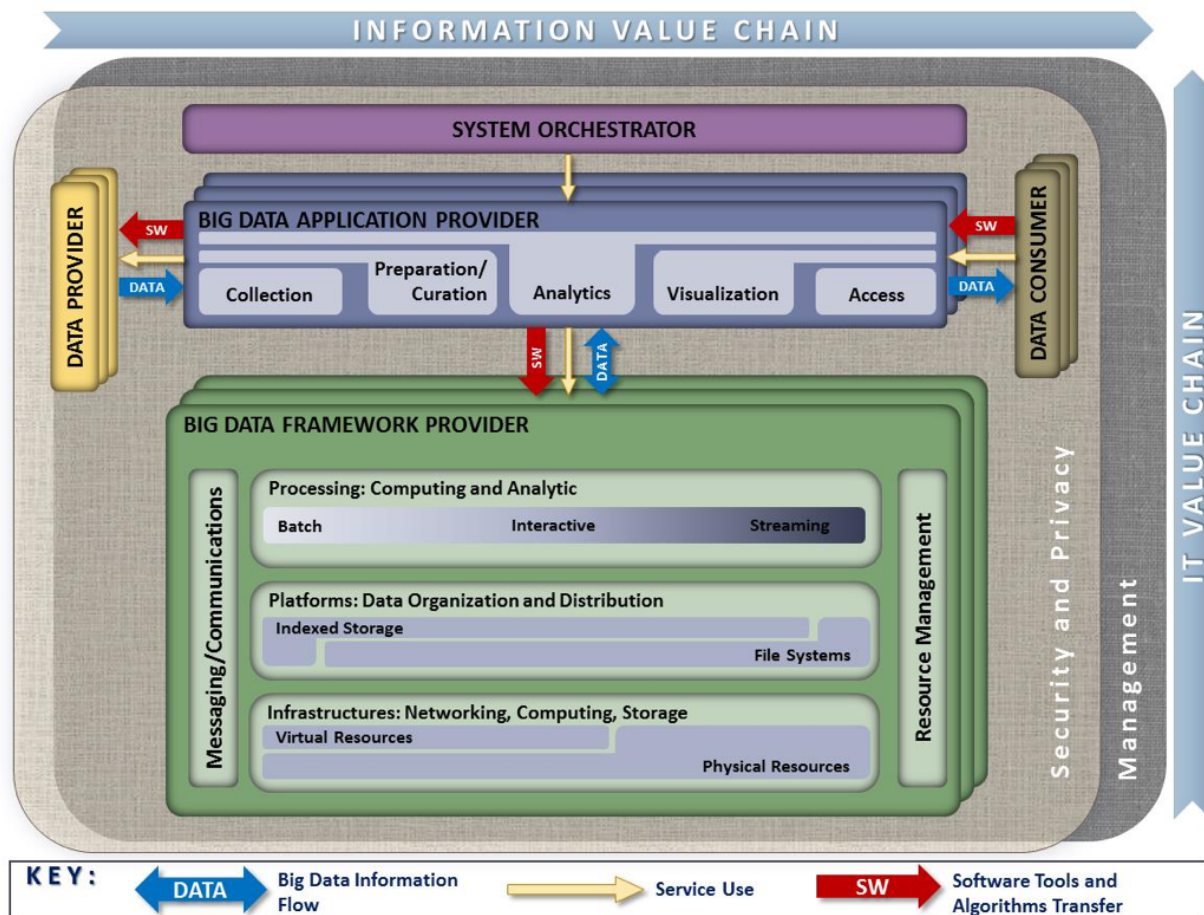 INFORMATION VALUE CHAIN
SYSTEM ORCHESTRATOR
DATA PROVIDER
SW
DATA
BIG DATA APPLICATION PROVIDER
Collection
Preparation/
Curation
Analytics
Visualization
Access
SW
DATA
DATA CONSUMER
SW
DATA
BIG DATA FRAMEWORK PROVIDER
Messaging/Communications
Processing: Computing and Analytic
Batch
Interactive
Streaming
Platforms: Data Organization and Distribution
Indexed Storage
File Systems
Infrastructures: Networking, Computing, Storage
Virtual Resources
Physical Resources
Resource Management
Security and Privacy
Management
IT VALUE CHAIN
KEY:
DATA
Big Data Information
Flow
Service Use
SW
Software Tools and
Algorithms Transfer